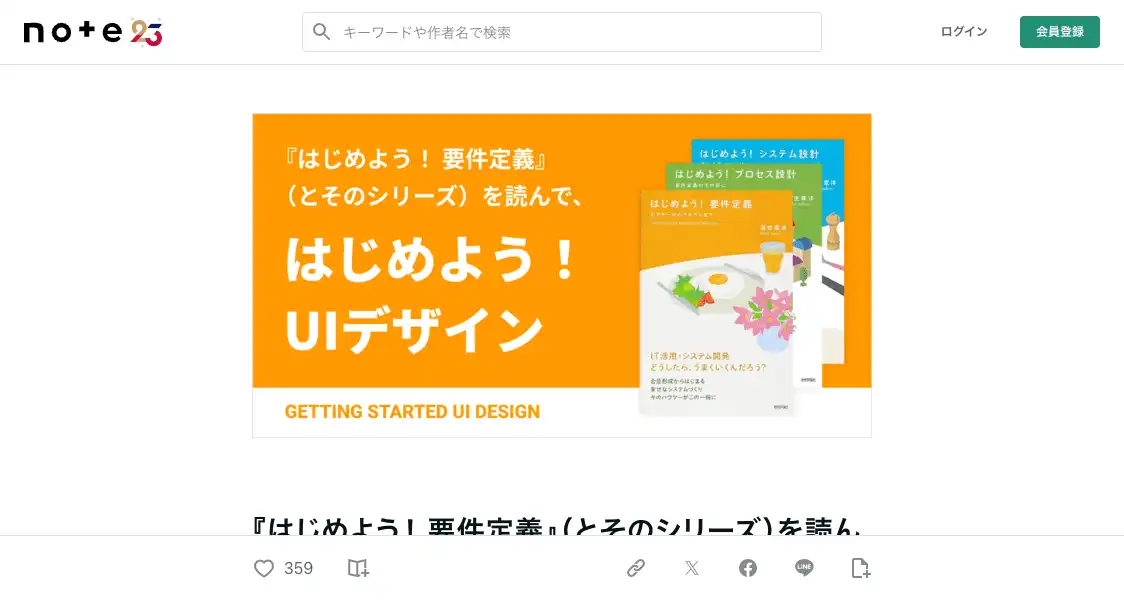 note 23
キーワードや作者名で検索
ログイン
会員登録
『はじめよう！ 要件定義』
（とそのシリーズ）を読んで、
はじめよう！
UIデザイン
GETTING STARTED UI DESIGN
はじめよう! システム設計
はじめよう! プロセス設計
はじめよう! 要件定義
IT活用・システム開発
どうしたら、うまくいくんだろう?
『はじめよう！ 要件定義』（とそのシリーズ）を読ん
359
LINE